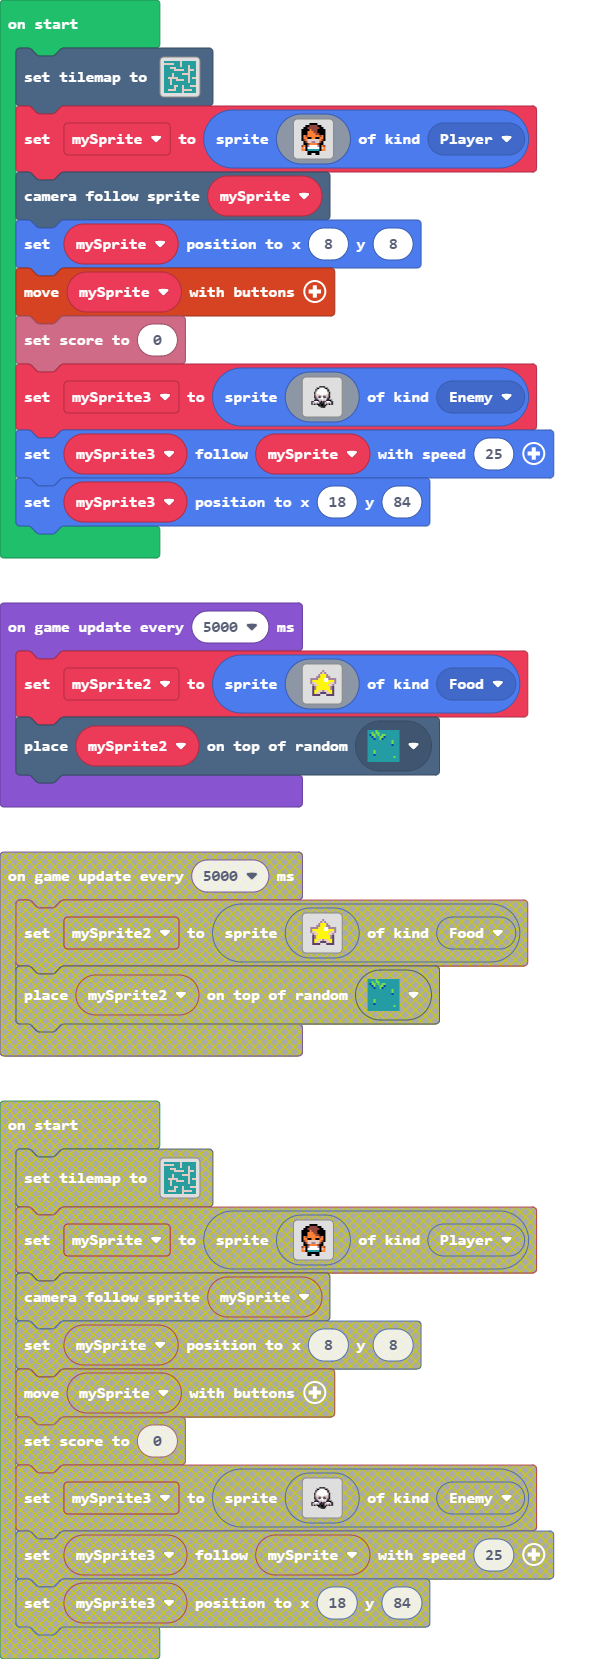 on start
set tilemap to
set mySprite to sprite of kind Player
camera follow sprite mySprite
set mySprite position to x 8 y 8
move mySprite with buttons
set score to 0
set mySprite3 to sprite of kind Enemy
set mySprite3 follow mySprite with speed 25
set mySprite3 position to x 18 y 84
on game update every 5000 ms
set mySprite2 to sprite of kind Food
place mySprite2 on top of random
on game update every 5000 ms
set mySprite2 to sprite of kind Food
place mySprite2 on top of random
on start
set tilemap to
set mySprite to sprite of kind Player
camera follow sprite mySprite
set mySprite position to x 8 y 8
move mySprite with buttons
set score to 0
set mySprite3 to sprite of kind Enemy
set mySprite3 follow mySprite with speed 25
set mySprite3 position to x 18 y 84